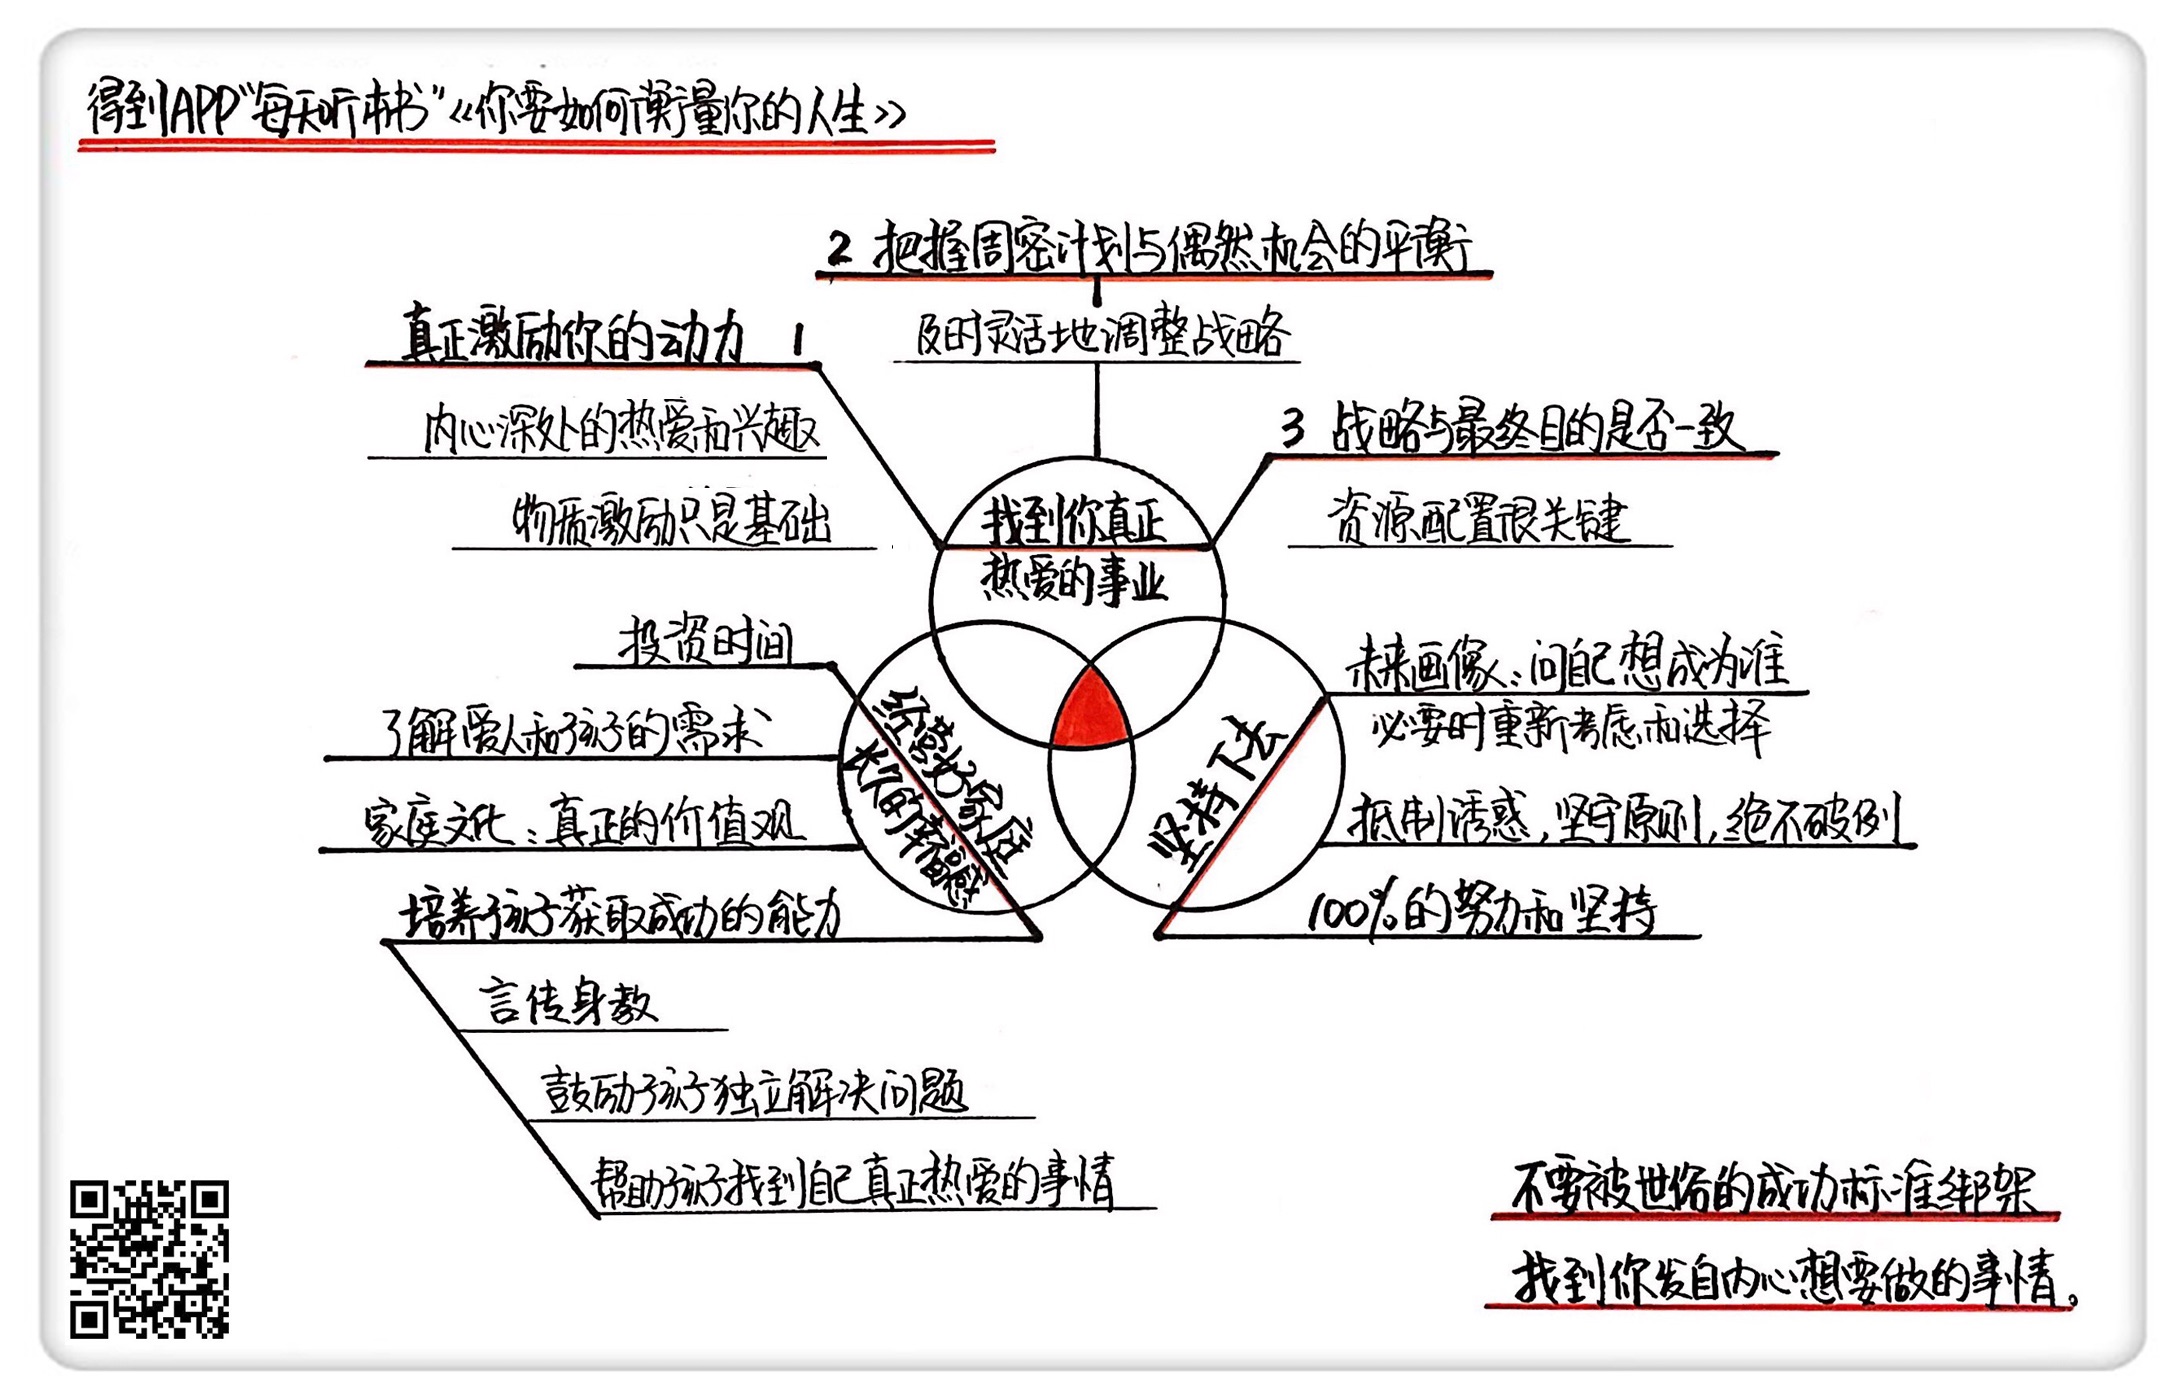 得到APP“每天听本书”《你要如何衡量你的人生》
2 把握周密计划与偶然机会的平衡
及时灵活地调整战略
真正激励你的动力 1
内心深处的热爱和兴趣
物质激励只是基础
3 战略与最终目的是否一致
资源配置很关键
找到你真正
热爱的事业
投资时间
了解爱人和孩子的需求
家庭文化：真正的价值观
培养孩子获取成功的能力
经营好家庭
长久的幸福感
言传身教
鼓励孩子独立解决问题
帮助孩子找到自己真正热爱的事情
坚持下去
未来画像：问自己想成为谁
必要时重新考虑和选择
抵制诱惑，坚守原则，绝不破例
100%的努力和坚持
不要被世俗的成功标准绑架
找到你发自内心想要做的事情。